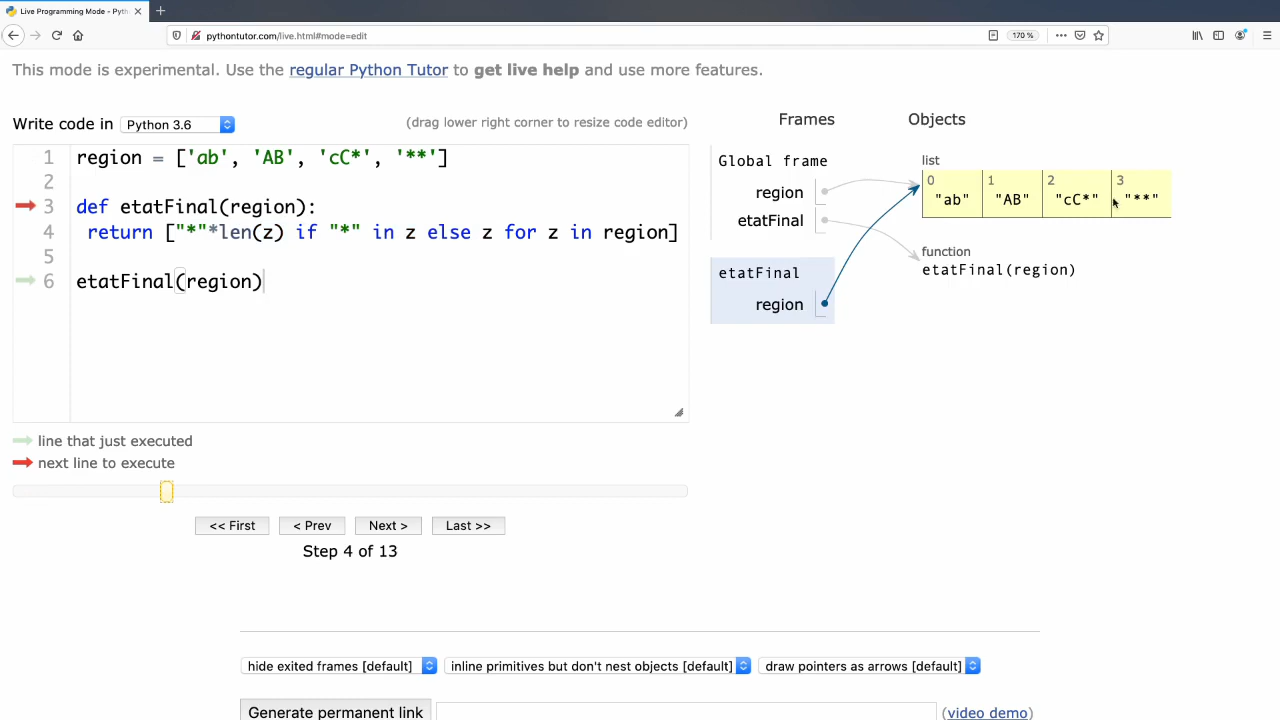 Live Programming Mode - Pyth
pythontutor.com/live.html#mode=edit
170 %
This mode is experimental. Use the regular Python Tutor to get live help and use more features.
Write code in Python 3.6
(drag lower right corner to resize code editor)
1 region = ['ab', 'AB', 'cC*', '**']
2
3 def etatFinal(region):
4 return ["*"*len(z) if "*" in z else z for z in region]
5
6 etatFinal(region)
line that just executed
next line to execute
<< First < Prev Next > Last >>
Step 4 of 13
Frames Objects
Global frame
region
etatFinal
etatFinal
region
list
0 1 2 3
"ab" "AB" "cC*" "**"
function
etatFinal(region)
hide exited frames [default] inline primitives but don't nest objects [default] draw pointers as arrows [default]
Generate permanent link (video demo)